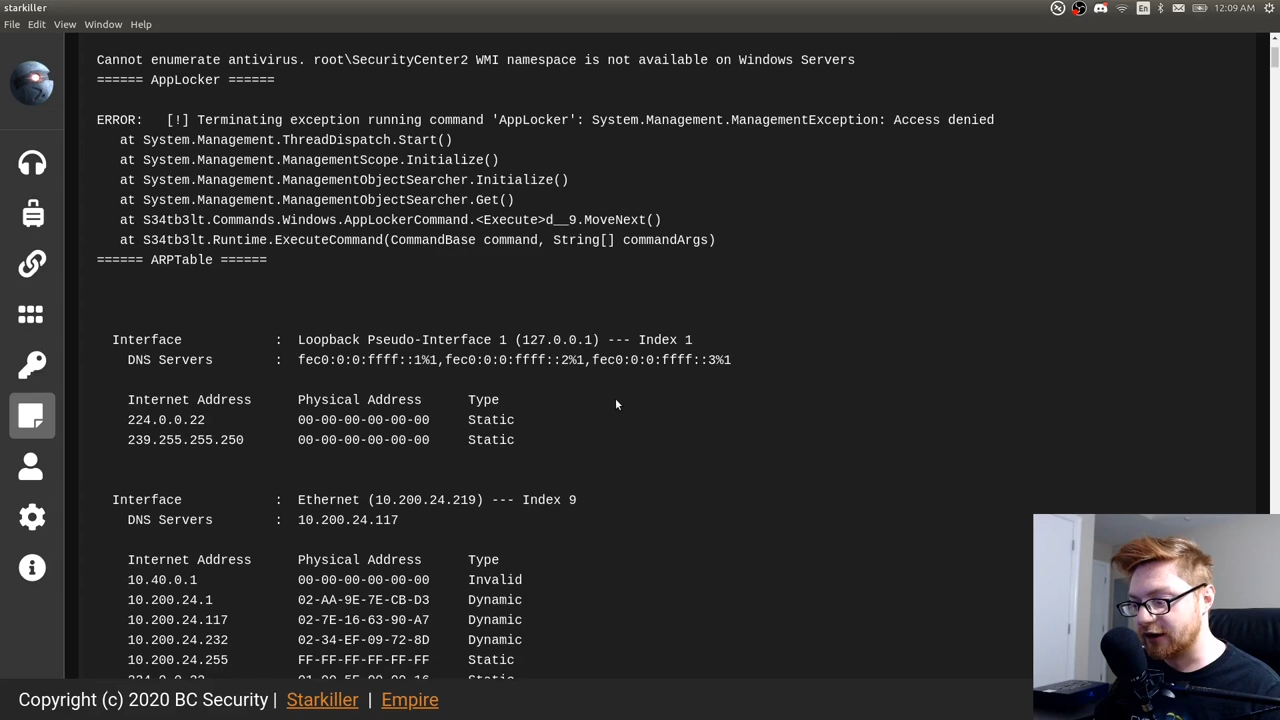 starkiller
En
12:09 AM
File Edit View Window Help
Cannot enumerate antivirus. root\SecurityCenter2 WMI namespace is not available on Windows Servers
====== AppLocker ======
ERROR:   [!] Terminating exception running command 'AppLocker': System.Management.ManagementException: Access denied
at System.Management.ThreadDispatch.Start()
at System.Management.ManagementScope.Initialize()
at System.Management.ManagementObjectSearcher.Initialize()
at System.Management.ManagementObjectSearcher.Get()
at S34tb3lt.Commands.Windows.AppLockerCommand.<Execute>d__9.MoveNext()
at S34tb3lt.Runtime.ExecuteCommand(CommandBase command, String[] commandArgs)
====== ARPTable ======
Interface : Loopback Pseudo-Interface 1 (127.0.0.1) --- Index 1
DNS Servers : fec0:0:0:ffff::1%1,fec0:0:0:ffff::2%1,fec0:0:0:ffff::3%1
Internet Address Physical Address Type
224.0.0.22 00-00-00-00-00-00 Static
239.255.255.250 00-00-00-00-00-00 Static
Interface : Ethernet (10.200.24.219) --- Index 9
DNS Servers : 10.200.24.117
Internet Address Physical Address Type
10.40.0.1 00-00-00-00-00-00 Invalid
10.200.24.1 02-AA-9E-7E-CB-D3 Dynamic
10.200.24.117 02-7E-16-63-90-A7 Dynamic
10.200.24.232 02-34-EF-09-72-8D Dynamic
10.200.24.255 FF-FF-FF-FF-FF-FF Static
Copyright (c) 2020 BC Security | Starkiller | Empire